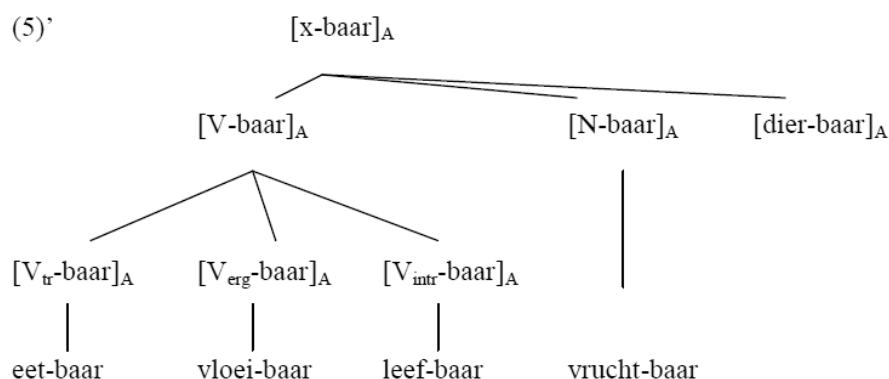 (5)’ [x-baar]A
[V-baar]A [N-baar]A [dier-baar]A
[Vtr-baar]A [Verg-baar]A [Vintr-baar]A
eet-baar vloei-baar leef-baar vrucht-baar